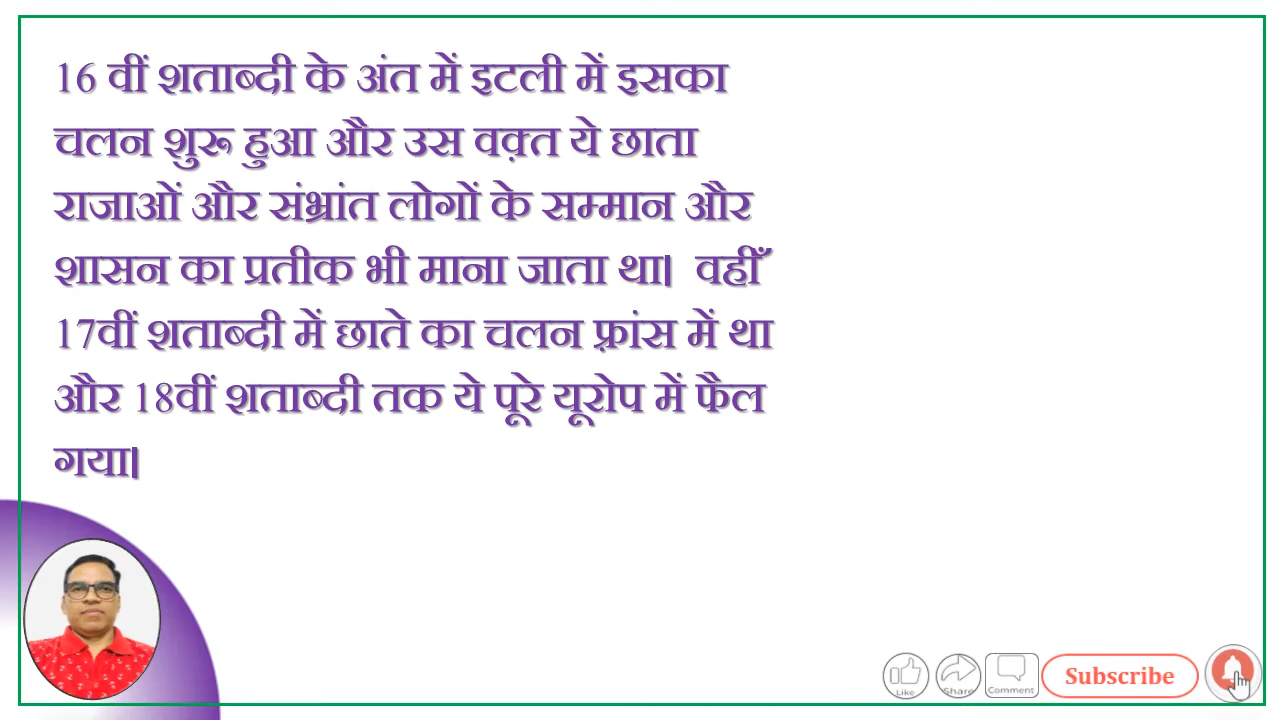 16 वीं शताब्दी के अंत में इटली में इसका
चलन शुरू हुआ और उस वक़्त ये छाता
राजाओं और संभ्रांत लोगों के सम्मान और
शासन का प्रतीक भी माना जाता था। वहीँ
17वीं शताब्दी में छाते का चलन फ़्रांस में था
और 18वीं शताब्दी तक ये पूरे यूरोप में फैल
गया।
Like Share Comment Subscribe